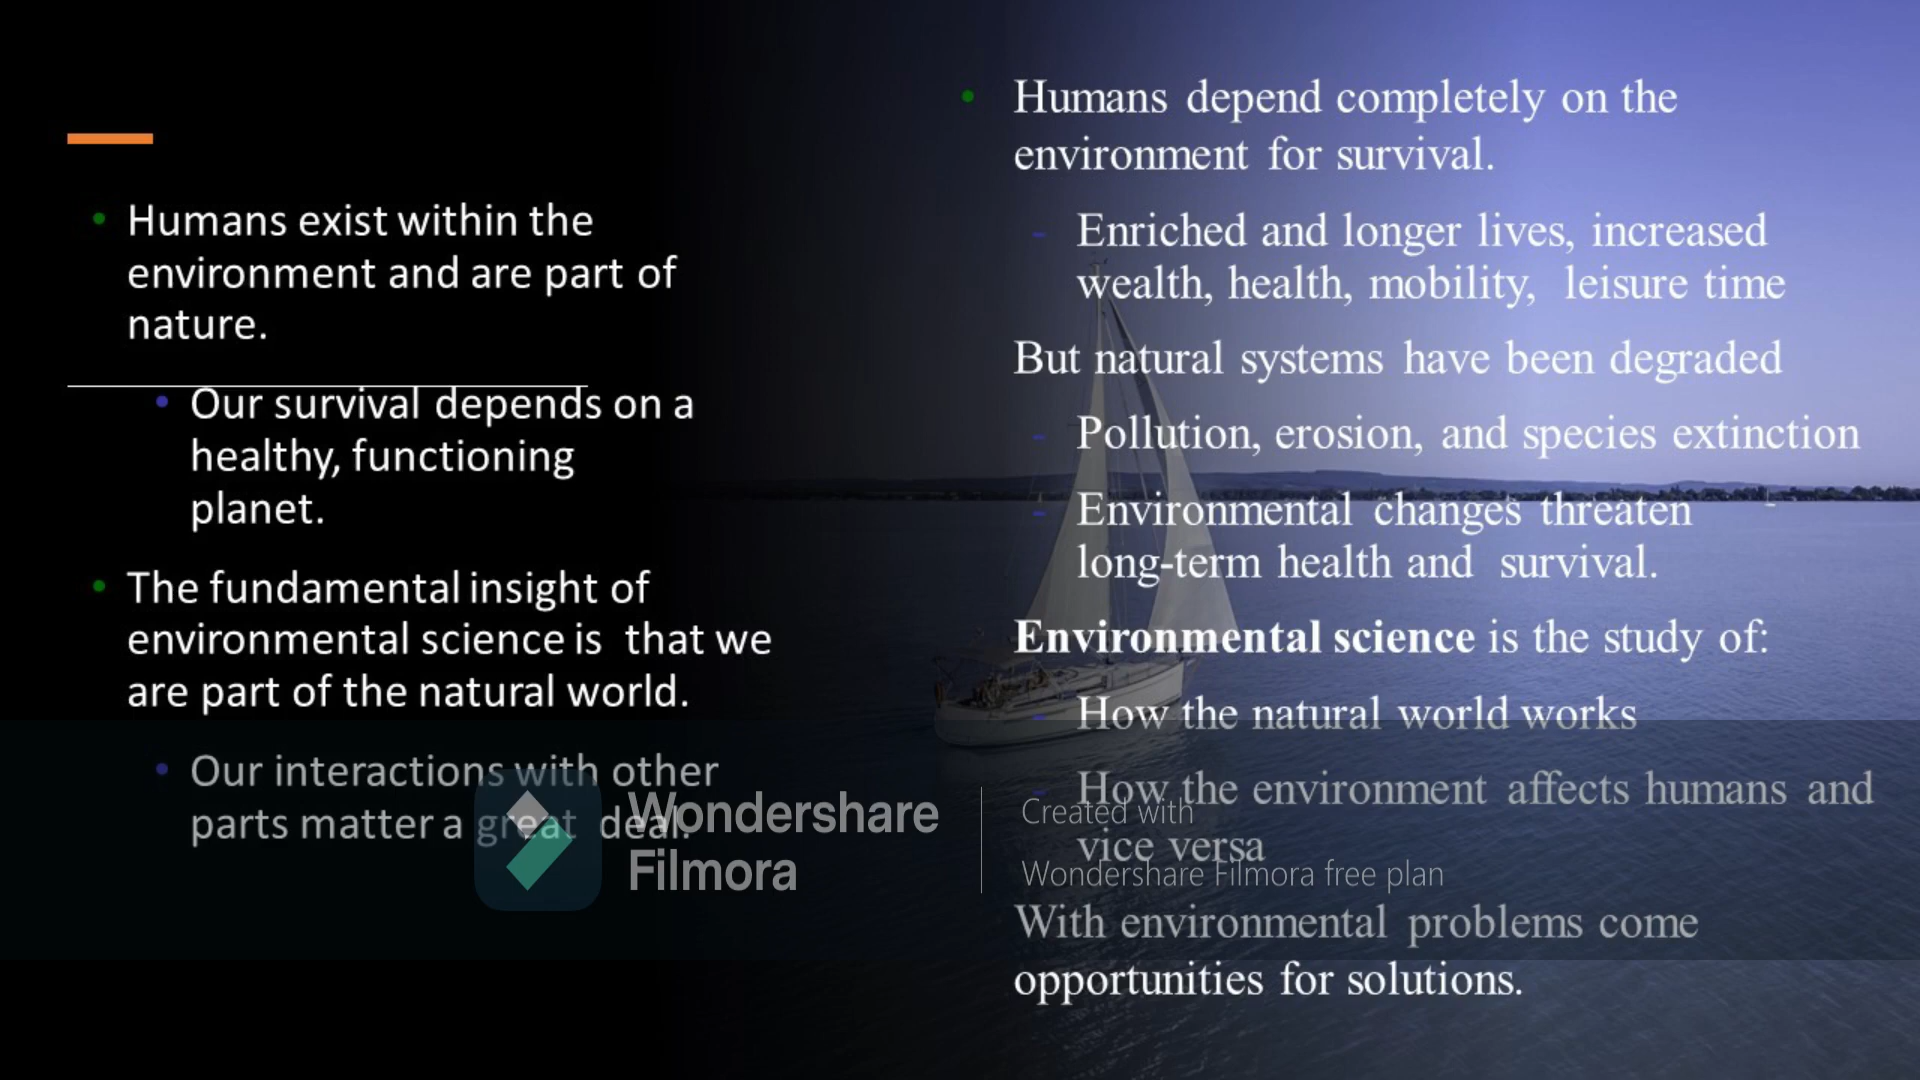 Humans exist within the
environment and are part of
nature.
Our survival depends on a
healthy, functioning
planet.
The fundamental insight of
environmental science is that we
are part of the natural world.
Our interactions with other
parts matter a great deal.
Humans depend completely on the
environment for survival.
- Enriched and longer lives, increased
wealth, health, mobility, leisure time
But natural systems have been degraded
- Pollution, erosion, and species extinction
- Environmental changes threaten -
long-term health and survival.
Environmental science is the study of:
- How the natural world works
- How the environment affects humans and
vice versa
With environmental problems come
opportunities for solutions.
Wondershare
Filmora
Created with
Wondershare Filmora free plan